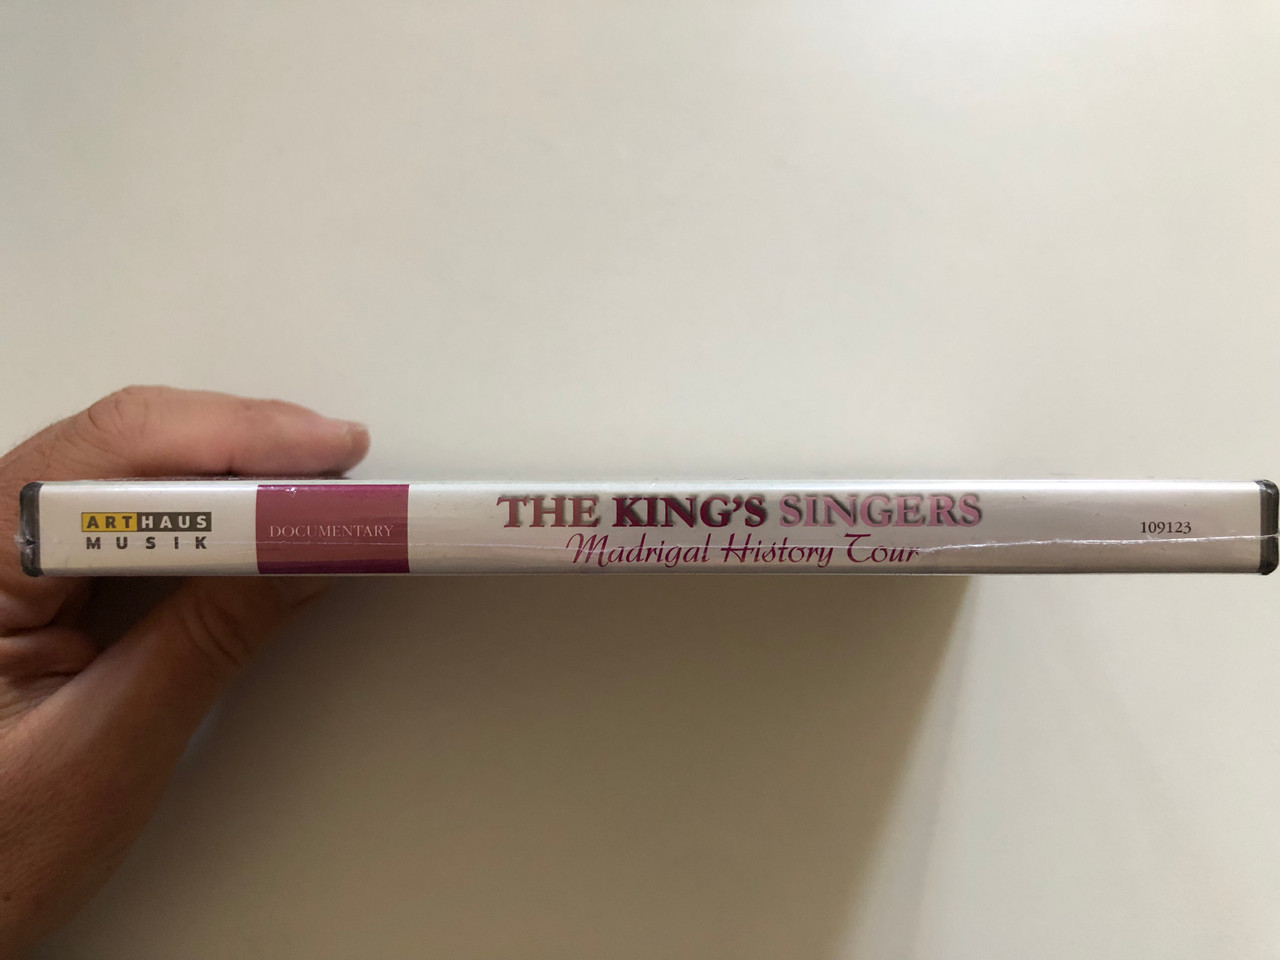 ARTHAUS
MUSIK
DOCUMENTARY
THE KING'S SINGERS
Madrigal History Tour
109123